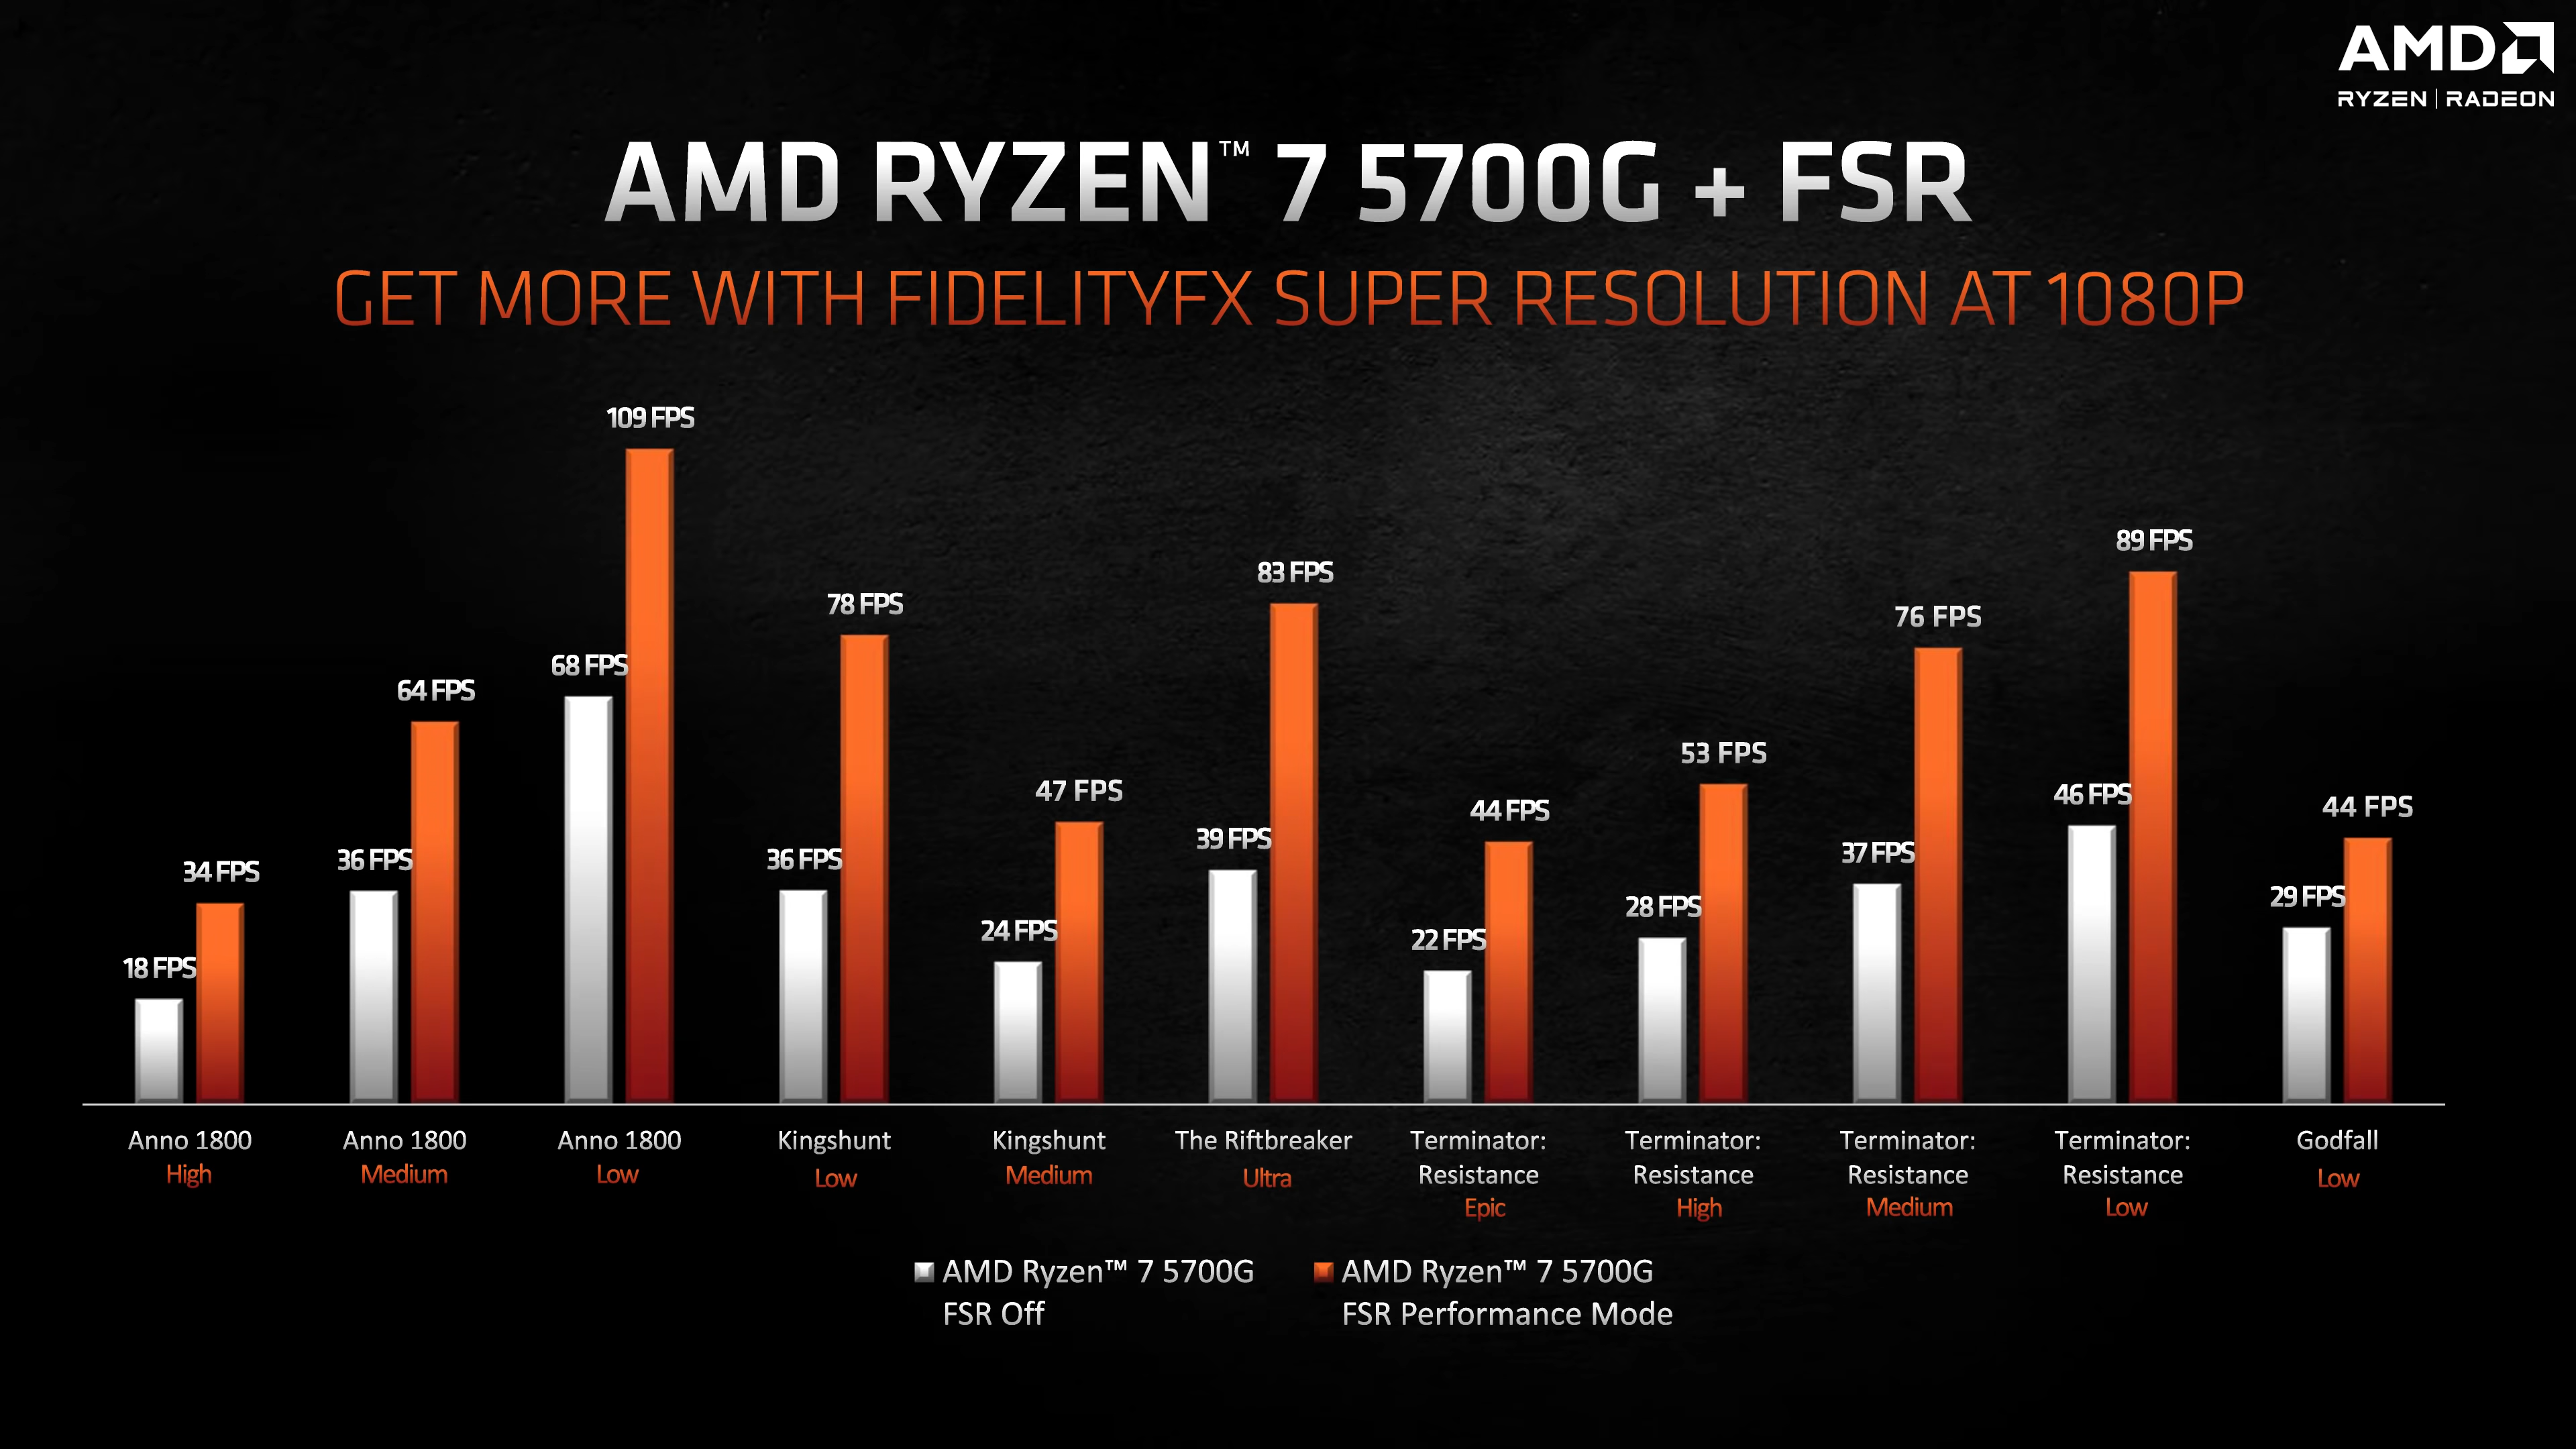 AMD
RYZEN | RADEON
AMD RYZEN™ 7 5700G + FSR
GET MORE WITH FIDELITYFX SUPER RESOLUTION AT 1080P
18 FPS
34 FPS
36 FPS
64 FPS
68 FPS
109 FPS
36 FPS
78 FPS
24 FPS
47 FPS
39 FPS
83 FPS
22 FPS
44 FPS
28 FPS
53 FPS
37 FPS
76 FPS
46 FPS
89 FPS
29 FPS
44 FPS
Anno 1800
High
Anno 1800
Medium
Anno 1800
Low
Kingshunt
Low
Kingshunt
Medium
The Riftbreaker
Ultra
Terminator:
Resistance
Epic
Terminator:
Resistance
High
Terminator:
Resistance
Medium
Terminator:
Resistance
Low
Godfall
Low
AMD Ryzen™ 7 5700G
FSR Off
AMD Ryzen™ 7 5700G
FSR Performance Mode